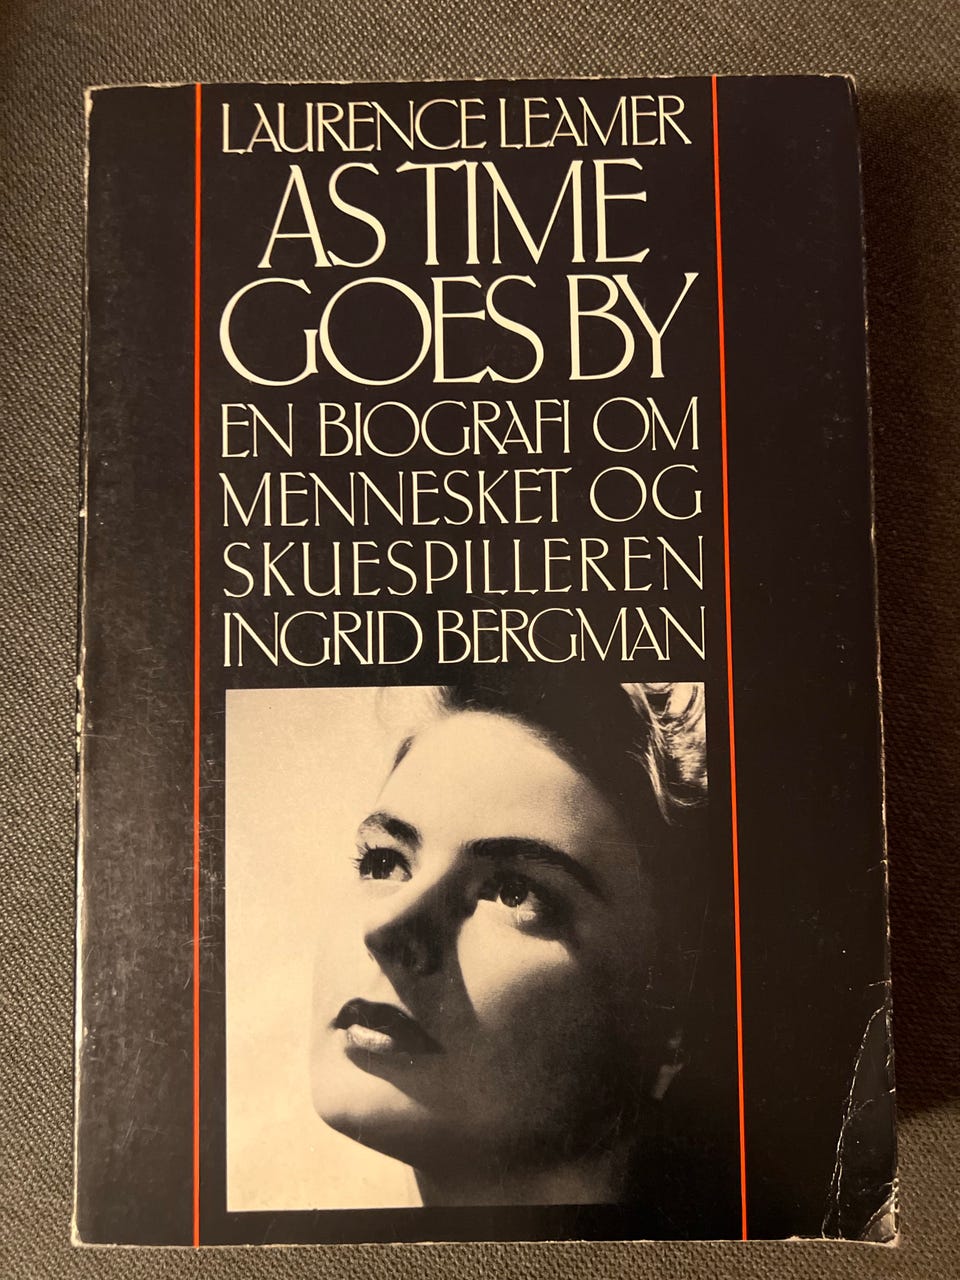 LAURENCE LEAMER
AS TIME
GOES BY
EN BIOGRAFI OM
MENNESKET OG
SKUESPILLEREN
INGRID BERGMAN